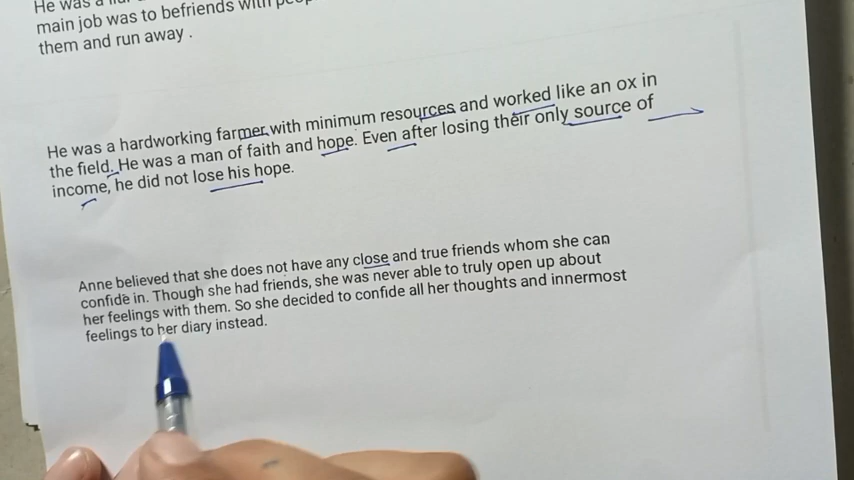 He was a
main job was to befriends with
them and run away .
He was a hardworking farmer with minimum resources and worked like an ox in
the field. He was a man of faith and hope. Even after losing their only source of
income, he did not lose his hope.
Anne believed that she does not have any close and true friends whom she can
confide in. Though she had friends, she was never able to truly open up about
her feelings with them. So she decided to confide all her thoughts and innermost
feelings to her diary instead.